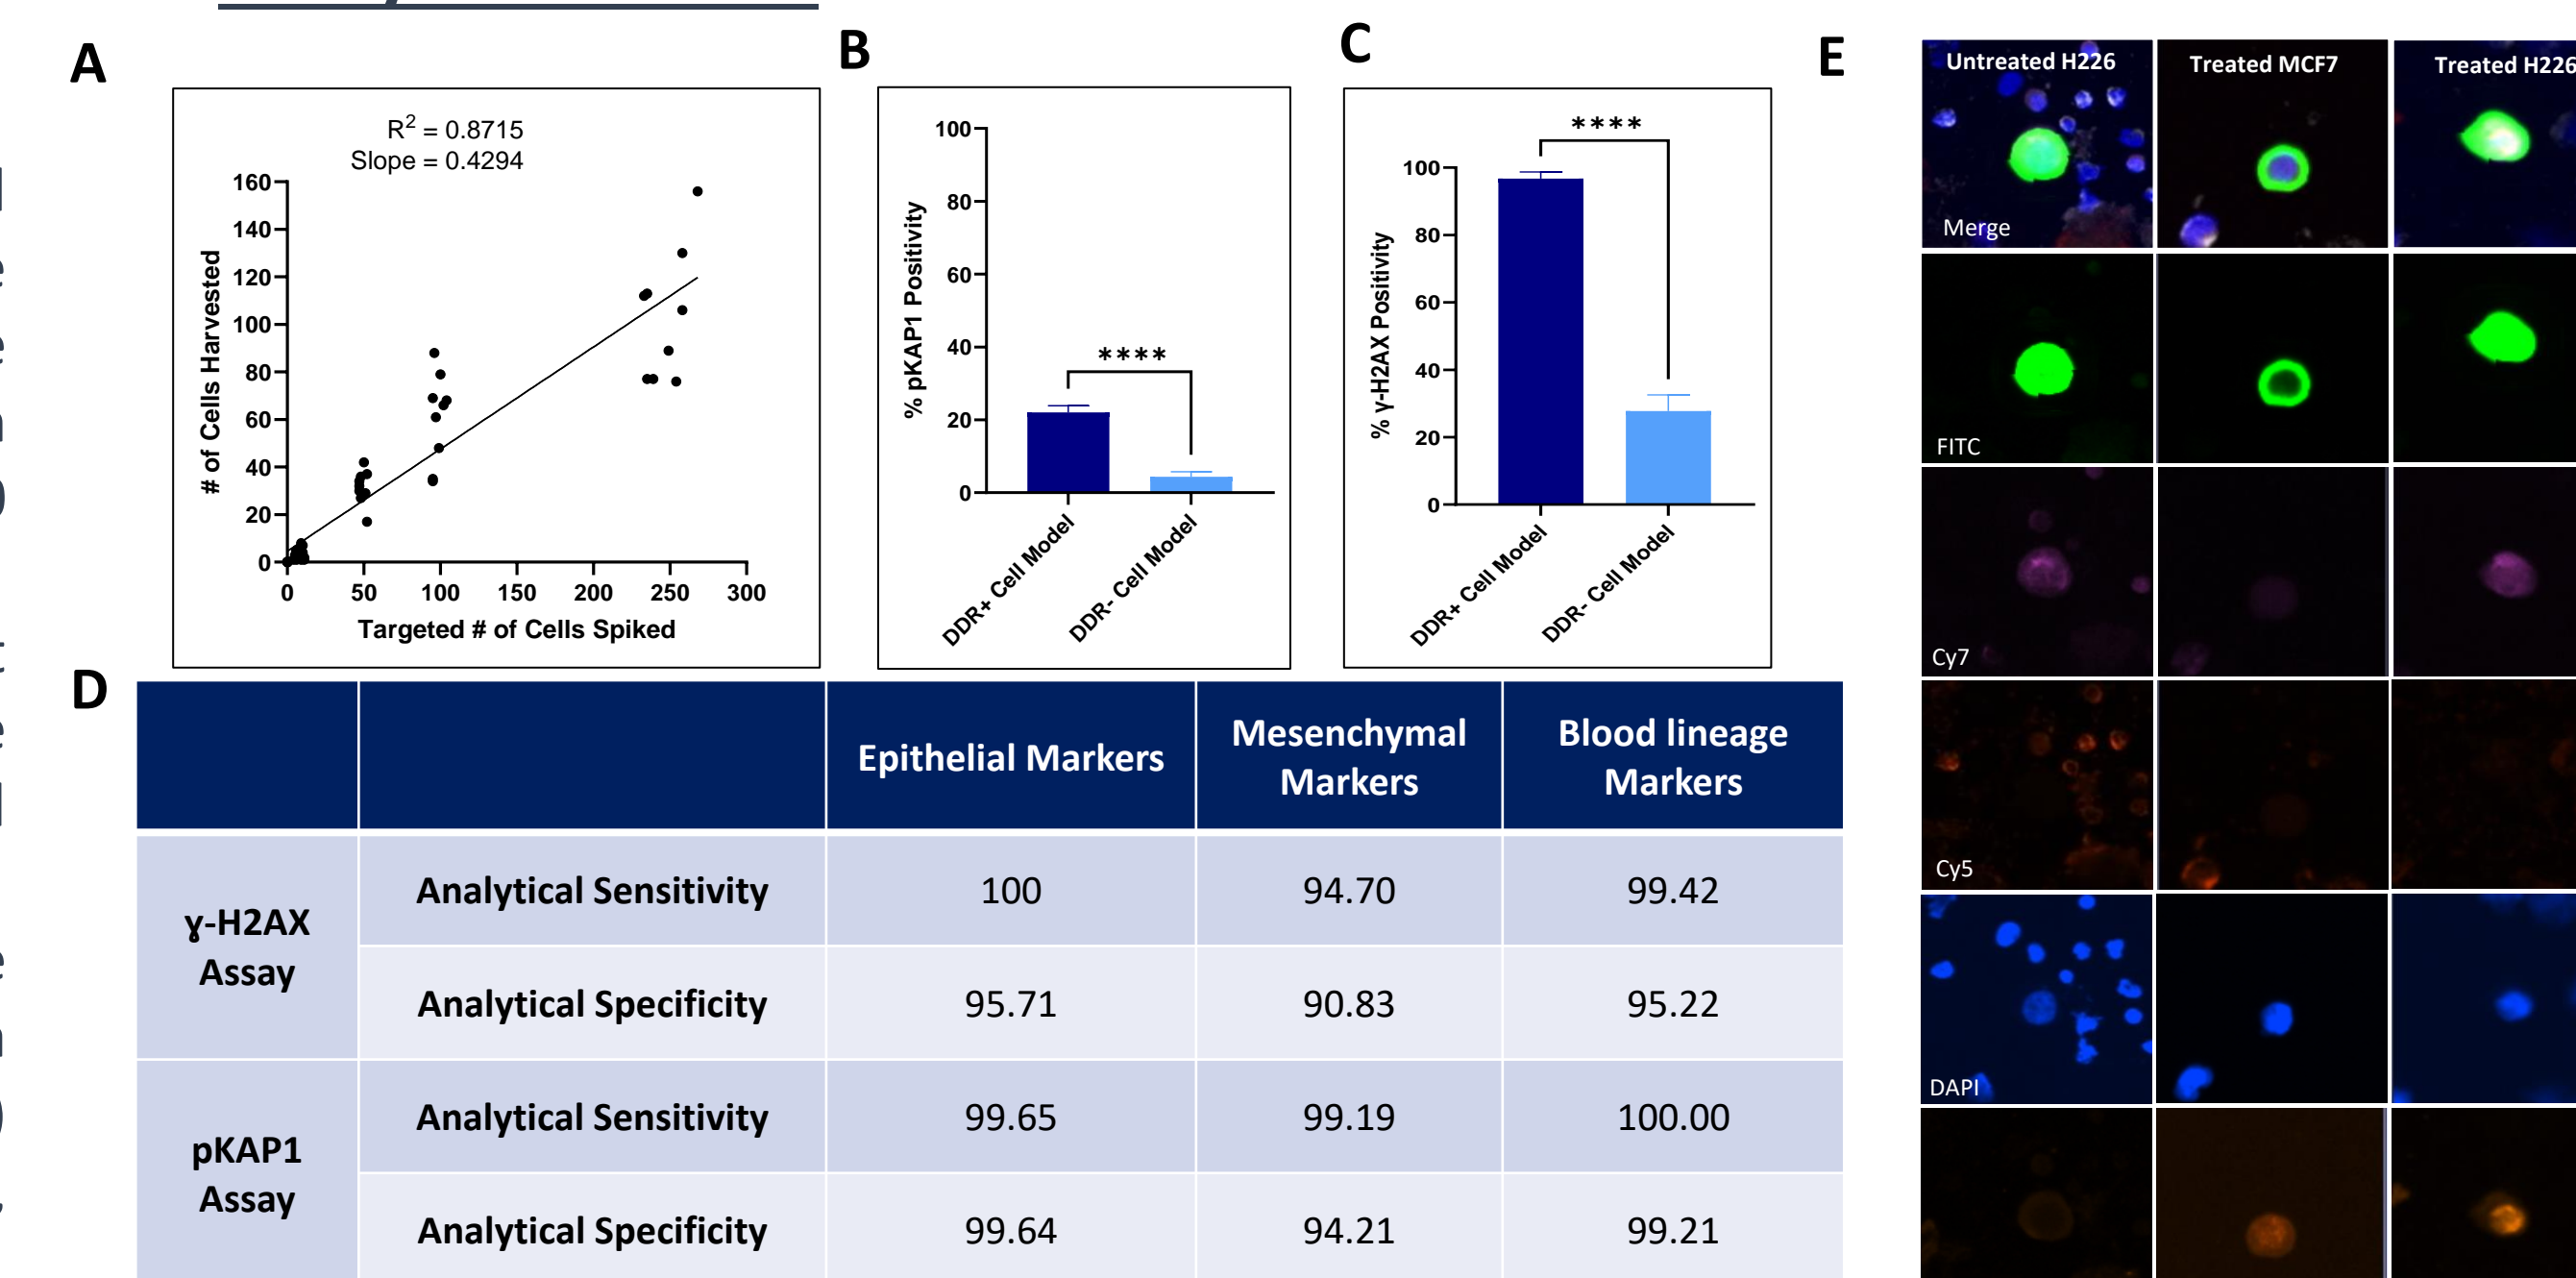 A
R² = 0.8715
Slope = 0.4294
160
140
120
100
80
60
40
20
0
# of Cells Harvested
0 50 100 150 200 250 300
Targeted # of Cells Spiked
B
100
80
60
40
20
0
% pKAP1 Positivity
****
DDR+ Cell Model
DDR- Cell Model
C
100
80
60
40
20
0
% γ-H2AX Positivity
****
DDR+ Cell Model
DDR- Cell Model
D
Epithelial Markers
Mesenchymal
Markers
Blood lineage
Markers
ɣ-H2AX
Assay
Analytical Sensitivity 100 94.70 99.42
Analytical Specificity 95.71 90.83 95.22
pKAP1
Assay
Analytical Sensitivity 99.65 99.19 100.00
Analytical Specificity 99.64 94.21 99.21
E
Untreated H226
Treated MCF7
Treated H226
Merge
FITC
Cy7
Cy5
DAPI